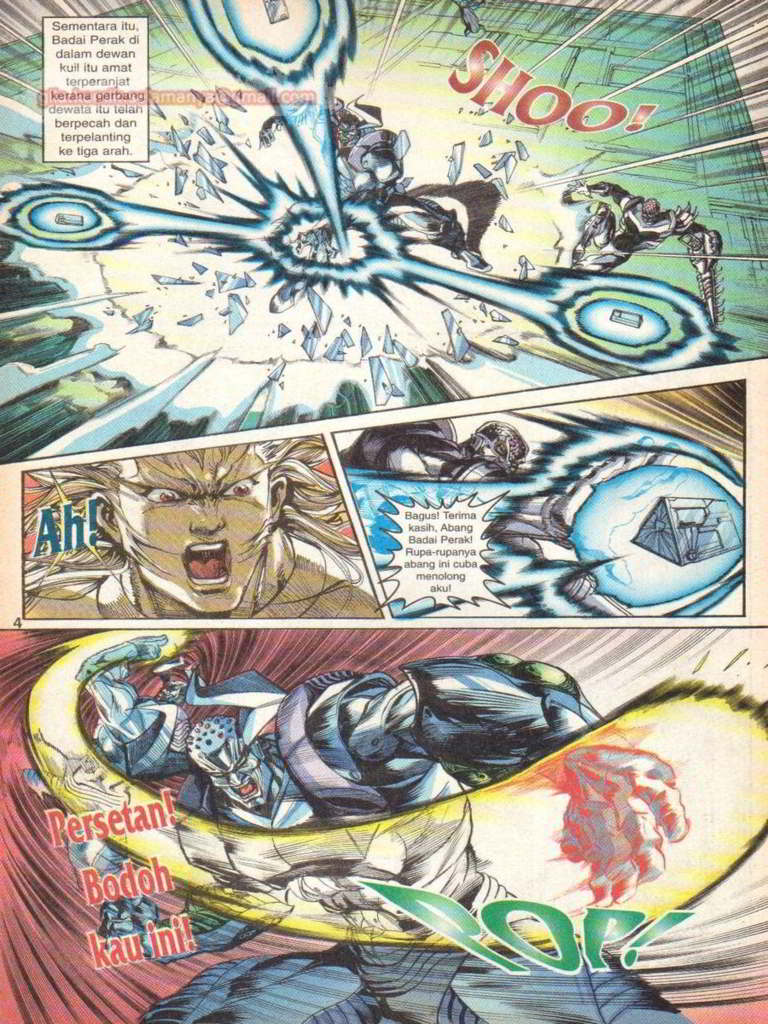 Sementara itu,
Badai Perak di
dalam dewan
kuil itu amat
terperanjat
kerana gerbang
dewata itu telah
berpecah dan
terpelanting
ke tiga arah.
SHOO!
Ah!
Bagus! Terima
kasih, Abang
Badai Perak!
Rupa-rupanya
abang ini cuba
menolong
aku!
4
Persetan!
Bodoh
kau ini!
POP!